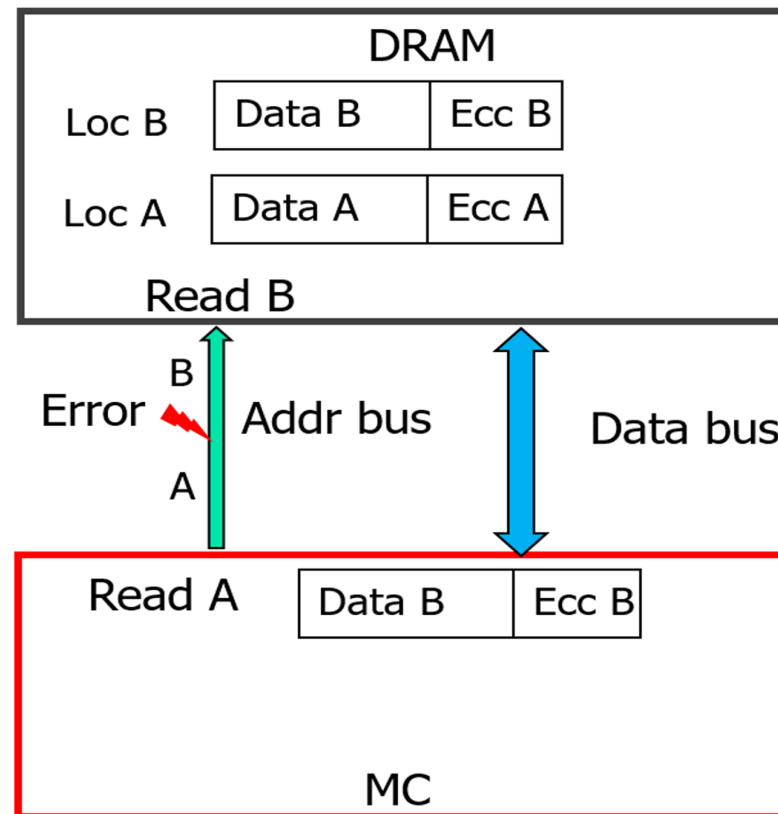 DRAM
Loc B Data B Ecc B
Loc A Data A Ecc A
Read B
B
Error Addr bus Data bus
A
Read A Data B Ecc B
MC